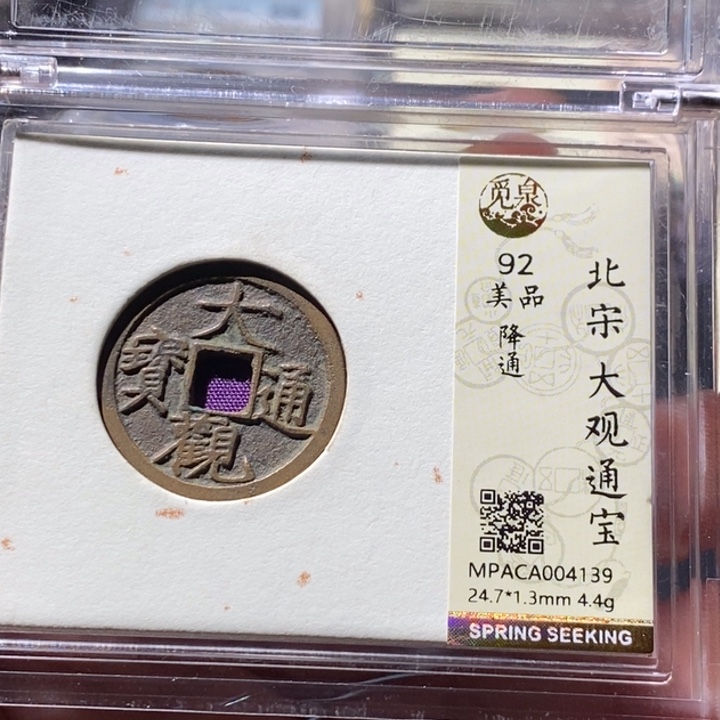 大觀通寳
觅泉
92
美品
降通
北宋 大观通宝
MPACA004139
24.7*1.3mm 4.4g
SPRING SEEKING